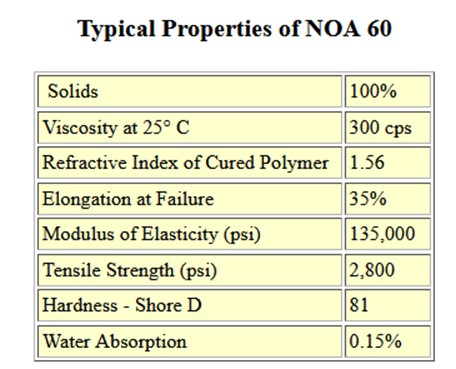 Typical Properties of NOA 60
Solids 100%
Viscosity at 25° C 300 cps
Refractive Index of Cured Polymer 1.56
Elongation at Failure 35%
Modulus of Elasticity (psi) 135,000
Tensile Strength (psi) 2,800
Hardness - Shore D 81
Water Absorption 0.15%